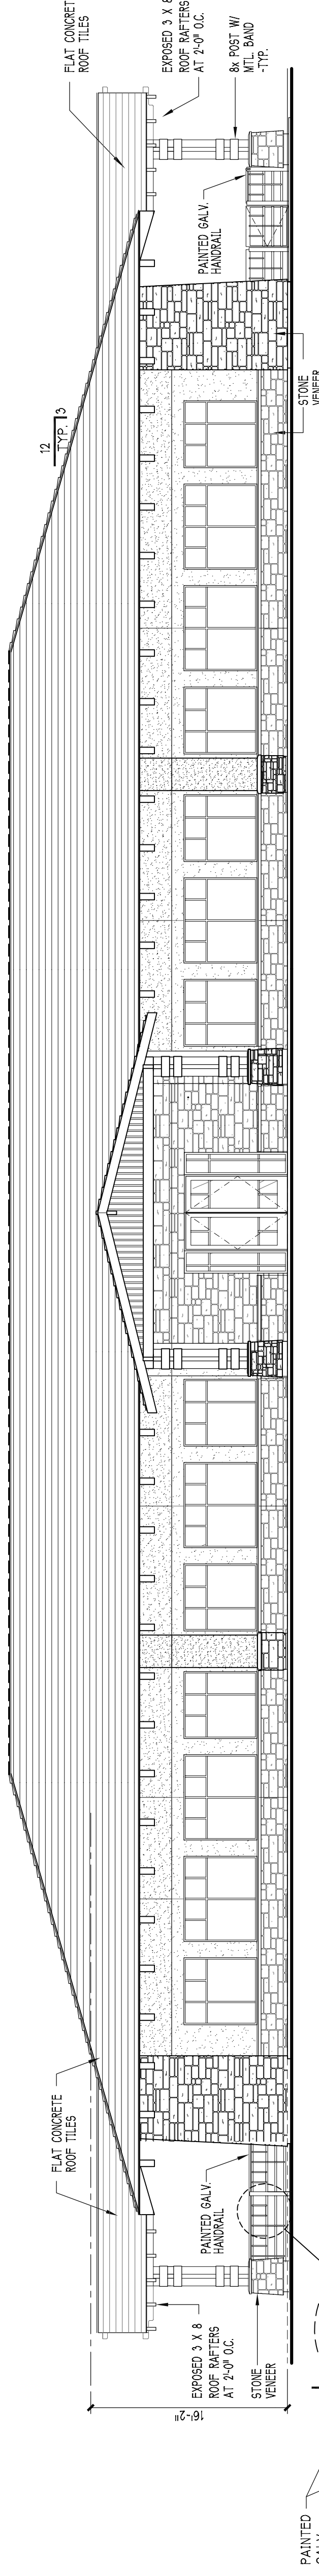 FLAT CONCRETE
ROOF TILES
EXPOSED 3 X 8
ROOF RAFTERS
AT 2'-0" O.C.
STONE
VENEER
PAINTED GALV.
HANDRAIL
16'-2"
PAINTED
12
TYP.
3
FLAT CONCRET
ROOF TILES
EXPOSED 3 X 8
ROOF RAFTERS
AT 2'-0" O.C.
8x POST W/
MTL. BAND
-TYP.
PAINTED GALV.
HANDRAIL
STONE
VENEER